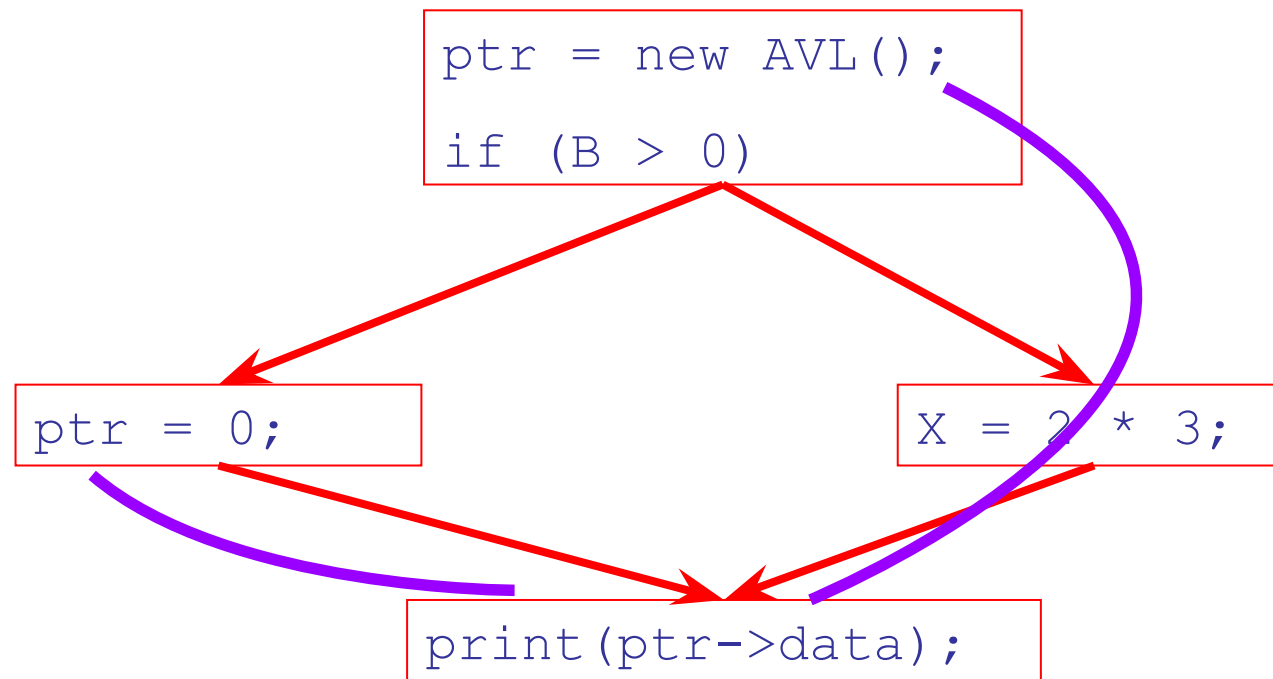 ptr = new AVL();
if (B > 0)
ptr = 0;
X = 2 * 3;
print(ptr->data);